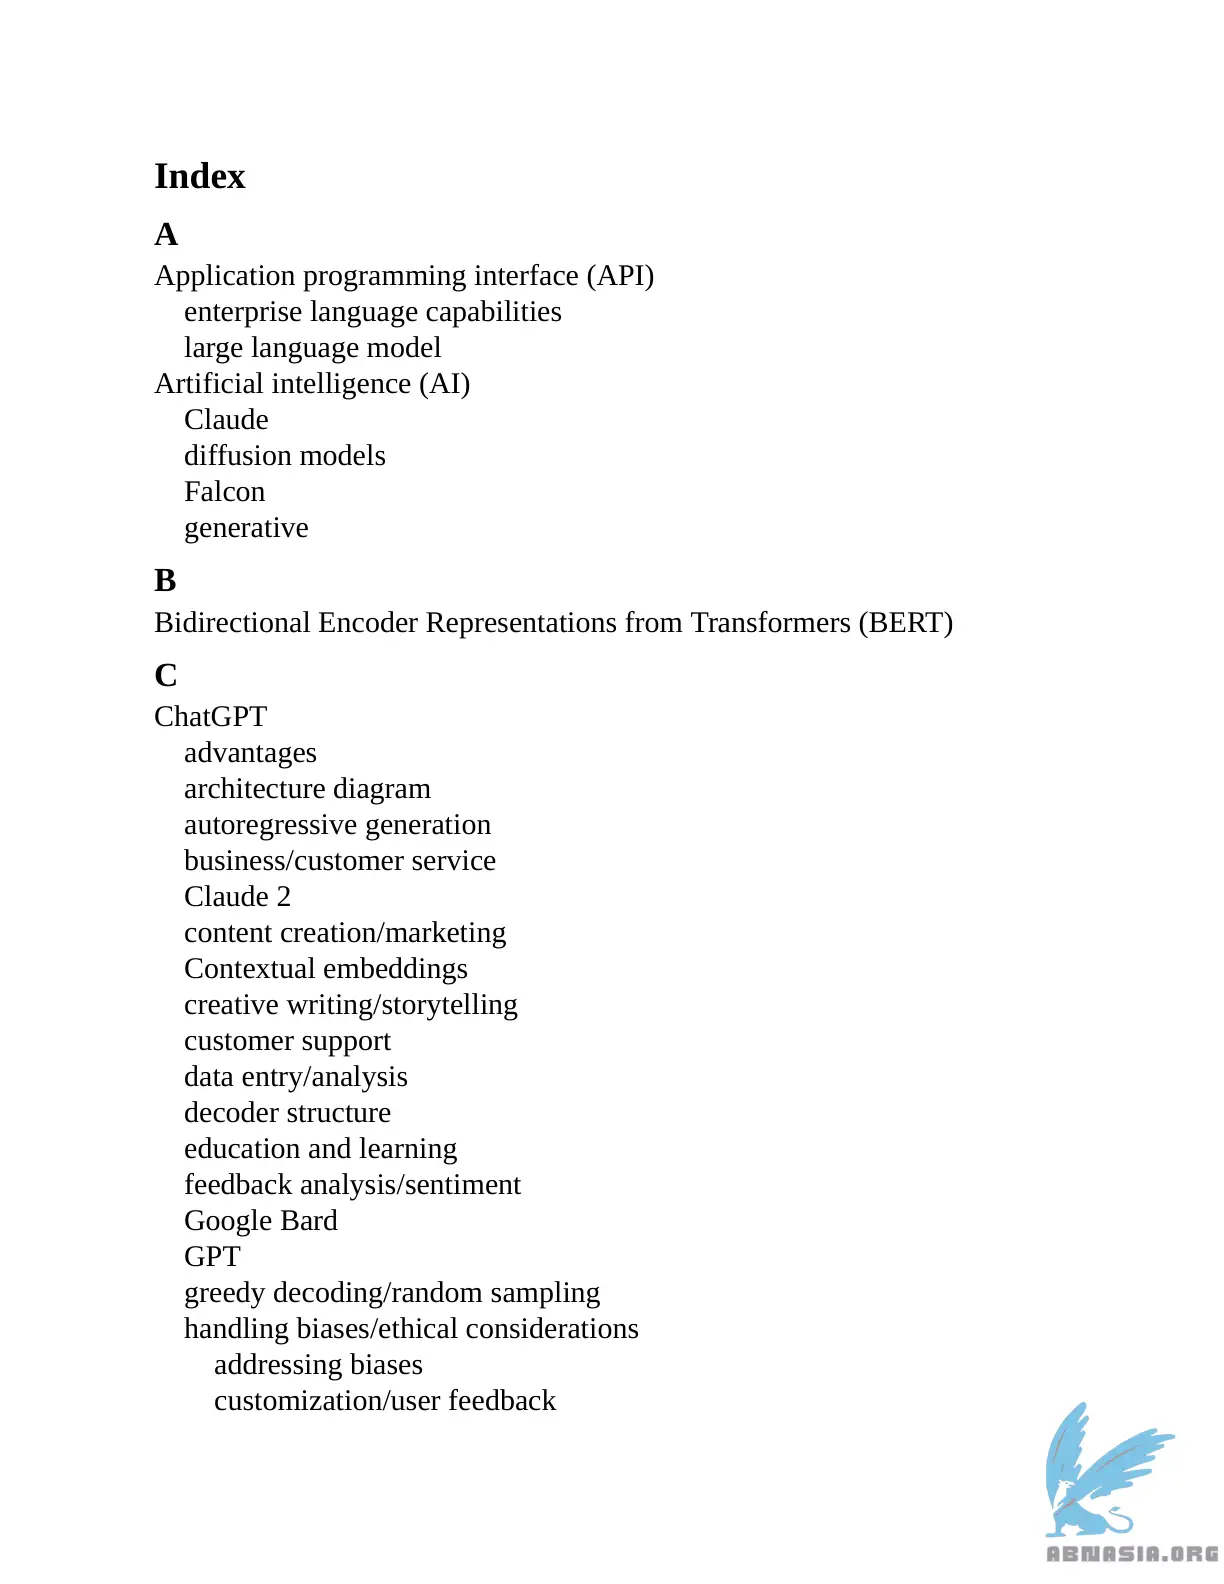 Index
A
Application programming interface (API)
enterprise language capabilities
large language model
Artificial intelligence (AI)
Claude
diffusion models
Falcon
generative
B
Bidirectional Encoder Representations from Transformers (BERT)
C
ChatGPT
advantages
architecture diagram
autoregressive generation
business/customer service
Claude 2
content creation/marketing
Contextual embeddings
creative writing/storytelling
customer support
data entry/analysis
decoder structure
education and learning
feedback analysis/sentiment
Google Bard
GPT
greedy decoding/random sampling
handling biases/ethical considerations
addressing biases
customization/user feedback
ABNASIA.ORG